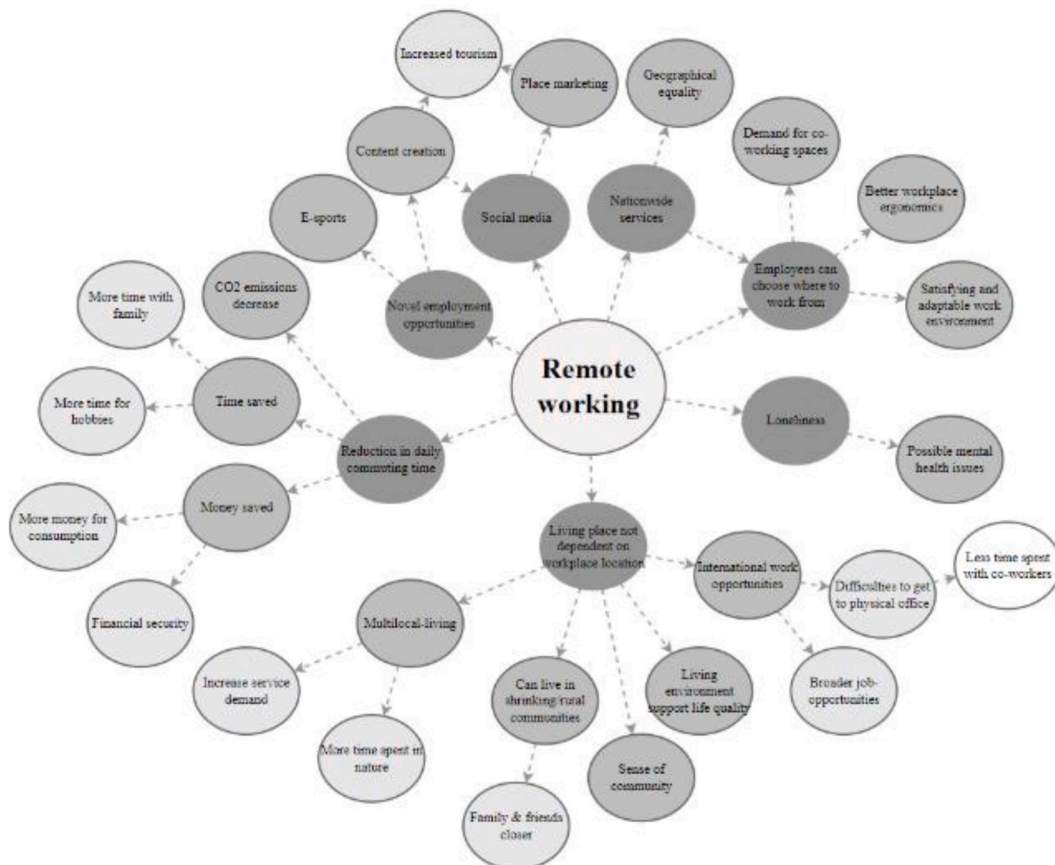 Increased tourism
Place marketing
Geographical
equality
Content creation
Demand for co-
working spaces
E-sports
Social media
Nationwide
services
Better workplace
ergonomics
CO2 emissions
decrease
Novel employment
opportunities
Employees can
choose where to
work from
Satisfying and
adaptable work
environment
More time with
family
Remote
working
More time for
hobbies
Time saved
Reduction in daily
commuting time
Loneliness
Possible mental
health issues
More money for
consumption
Money saved
Living place not
dependent on
workplace location
International work
opportunities
Less time spent
with co-workers
Difficulties to get
to physical office
Financial security
Multilocal-living
Increase service
demand
Can live in
shrinking/rural
communities
Living
environment
support life quality
Broader job-
opportunities
More time spent in
nature
Sense of
community
Family & friends
closer